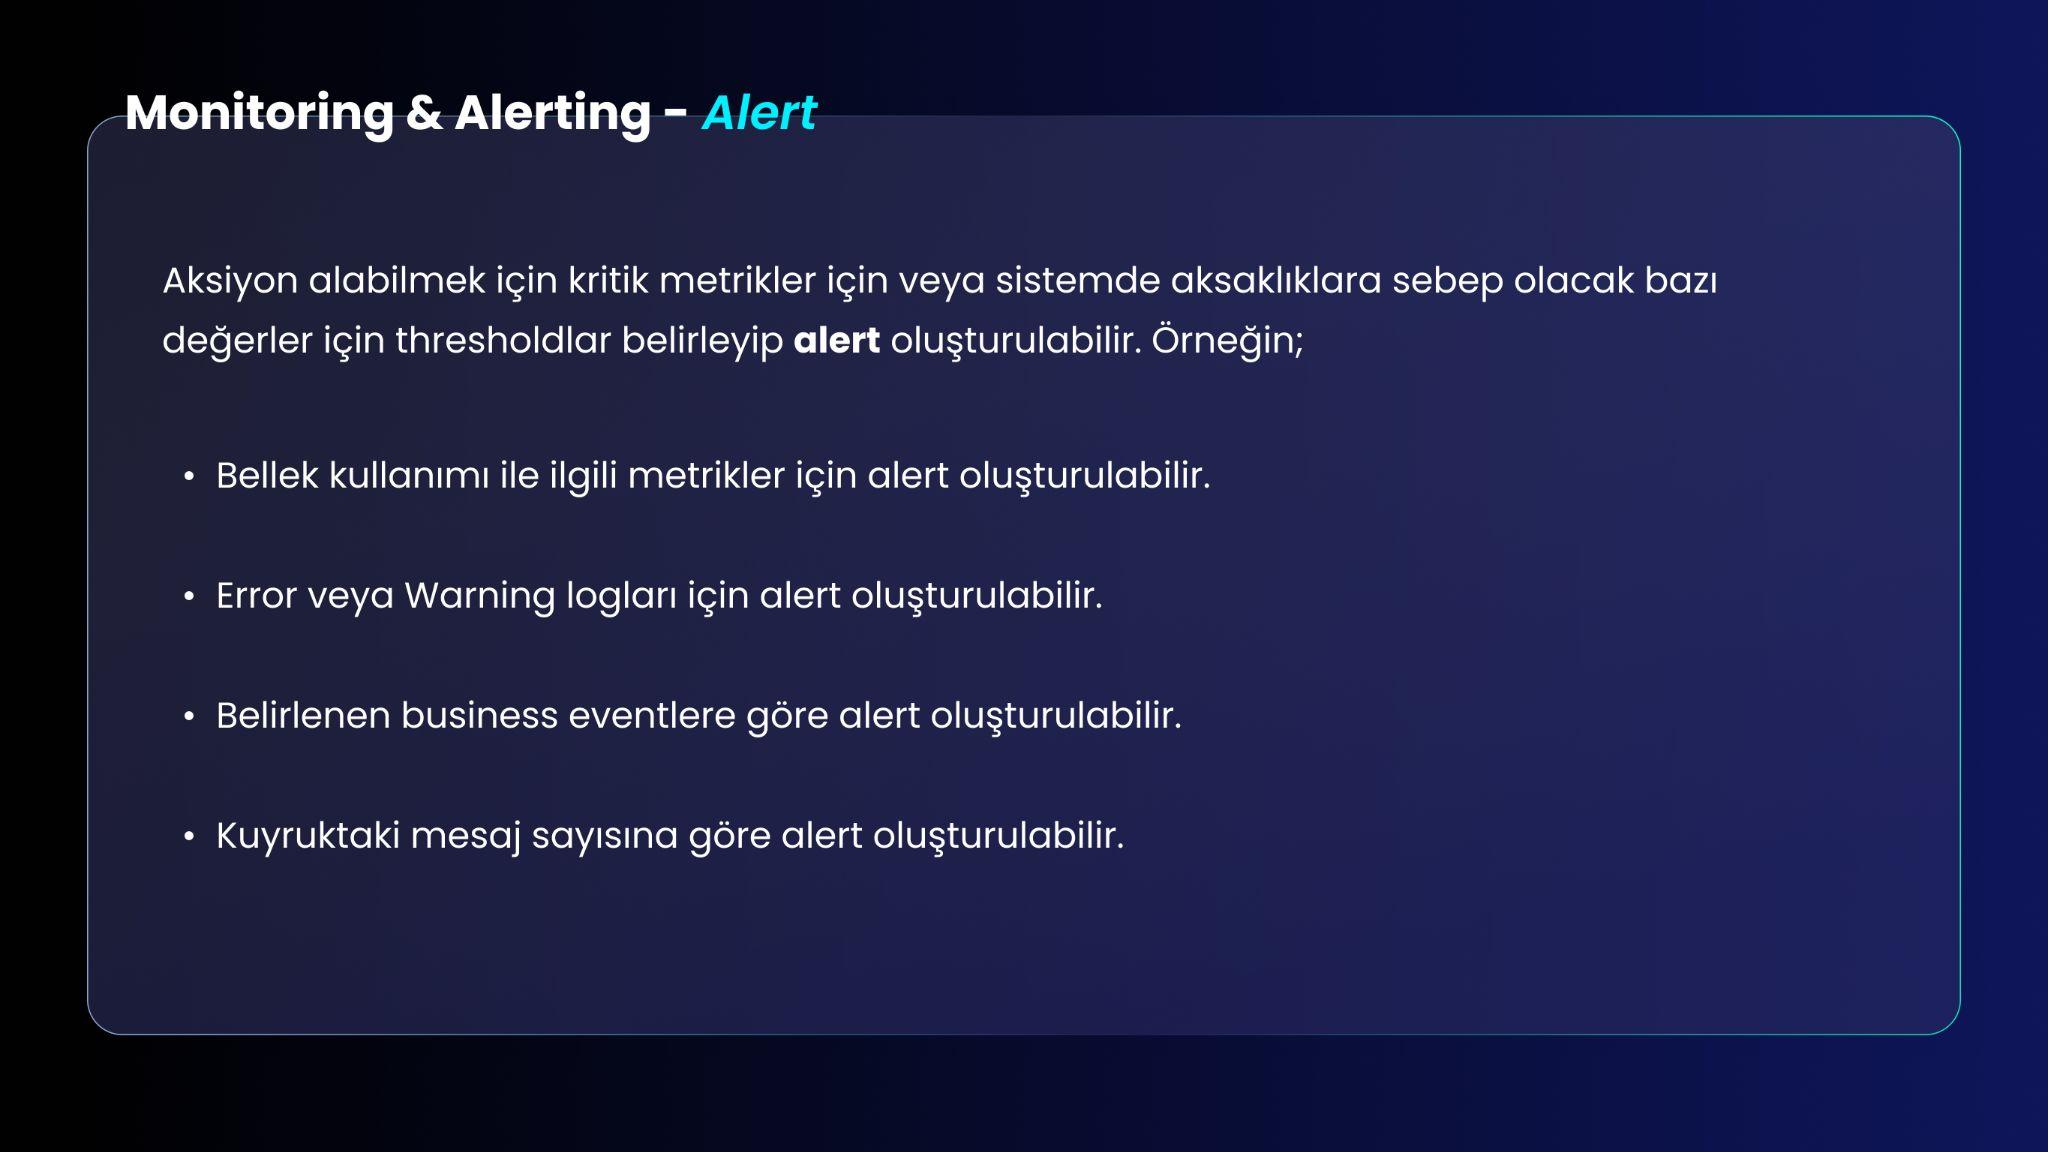 Monitoring & Alerting - Alert
Aksiyon alabilmek için kritik metrikler için veya sistemde aksaklıklara sebep olacak bazı
değerler için thresholdlar belirleyip alert oluşturulabilir. Örneğin;
• Bellek kullanımı ile ilgili metrikler için alert oluşturulabilir.
• Error veya Warning logları için alert oluşturulabilir.
• Belirlenen business eventlere göre alert oluşturulabilir.
• Kuyruktaki mesaj sayısına göre alert oluşturulabilir.